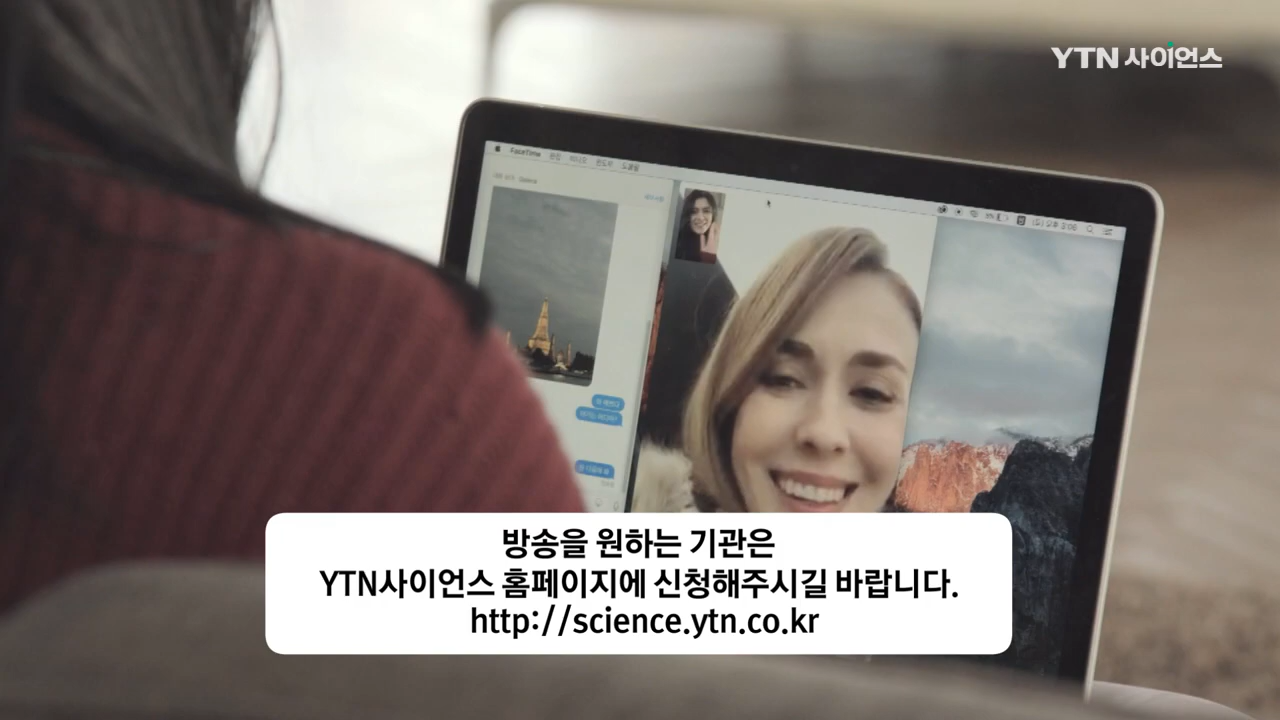 YTN 사이언스
FaceTime
방송을 원하는 기관은
YTN사이언스 홈페이지에 신청해주시길 바랍니다.
http://science.ytn.co.kr